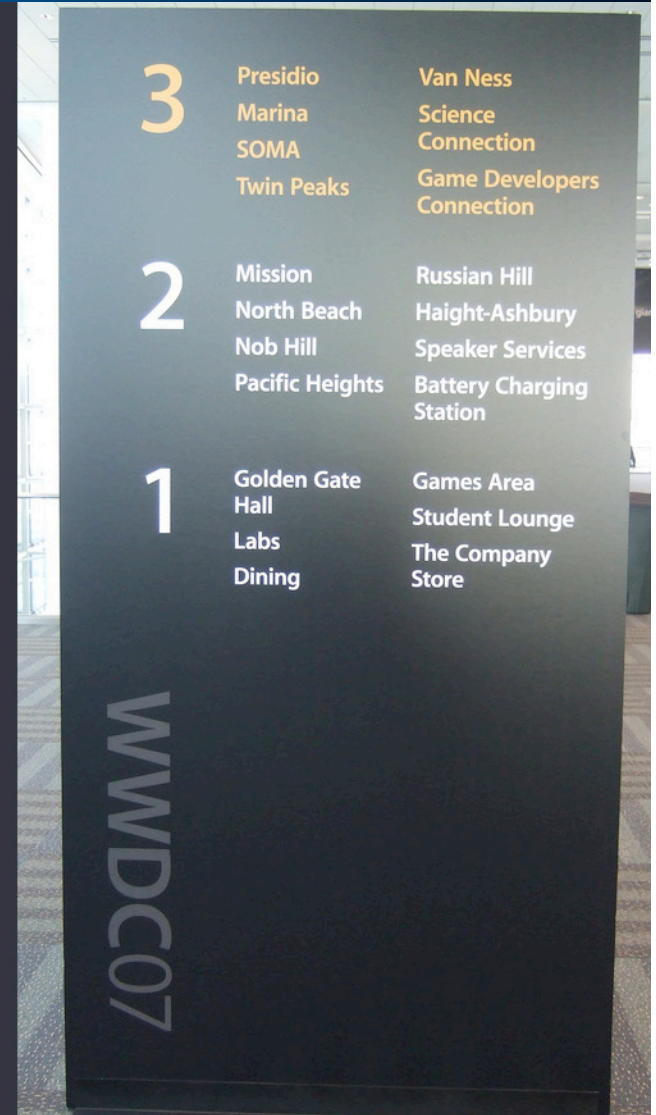 3
Presidio
Marina
SOMA
Twin Peaks
Van Ness
Science
Connection
Game Developers
Connection
2
Mission
North Beach
Nob Hill
Pacific Heights
Russian Hill
Haight-Ashbury
Speaker Services
Battery Charging
Station
1
Golden Gate
Hall
Labs
Dining
Games Area
Student Lounge
The Company
Store
WWDC07